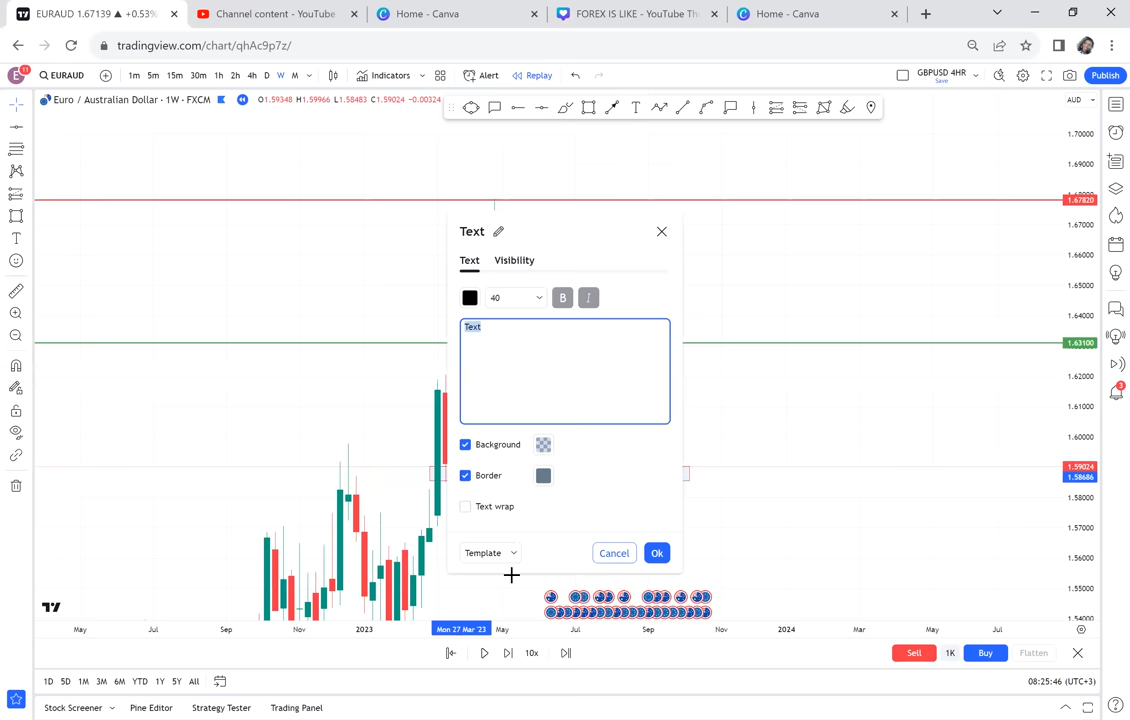 EURAUD 1.67139 ▲ +0.53%
Channel content - YouTube
Home - Canva
FOREX IS LIKE - YouTube Th
Home - Canva
tradingview.com/chart/qhAc9p7z/
E
11
EURAUD
1m 5m 15m 30m 1h 2h 4h D W M
Indicators
Alert
Replay
GBPUSD 4HR
Save
Publish
Euro / Australian Dollar · 1W · FXCM
O1.59348 H1.59966 L1.58483 C1.59024 -0.00324
AUD
1.70000
1.69000
1.67820
1.67000
1.66000
1.65000
1.64000
1.63100
1.62000
1.61000
1.60000
1.59024
1.58686
1.58000
1.57000
1.56000
1.55000
1.54000
Text
Text Visibility
40
B I
Text
Background
Border
Text wrap
Template
Cancel
Ok
3
May Jul Sep Nov 2023 Mon 27 Mar '23 May Jul Sep Nov 2024 Mar May Jul
10x
Sell
1K
Buy
Flatten
1D 5D 1M 3M 6M YTD 1Y 5Y All
08:25:46 (UTC+3)
Stock Screener
Pine Editor
Strategy Tester
Trading Panel